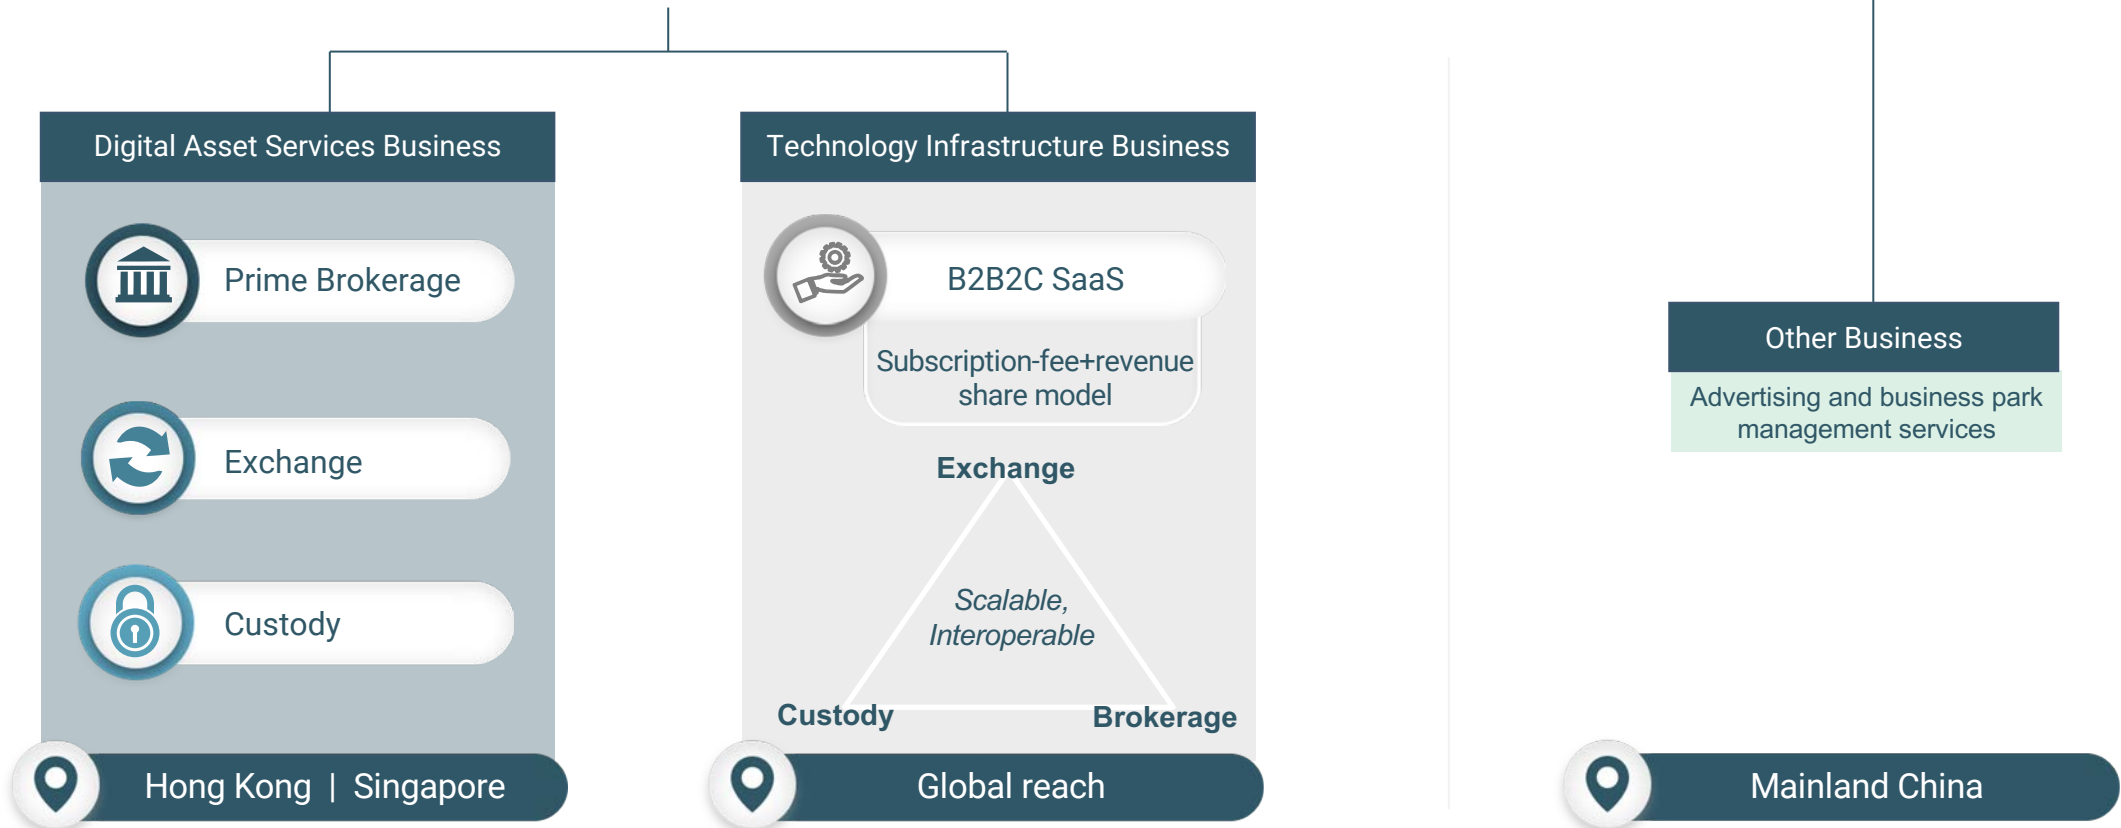 Digital Asset Services Business
Prime Brokerage
Exchange
Custody
Hong Kong | Singapore
Technology Infrastructure Business
B2B2C SaaS
Subscription-fee+revenue
share model
Exchange
Scalable,
Interoperable
Custody
Brokerage
Global reach
Other Business
Advertising and business park
management services
Mainland China